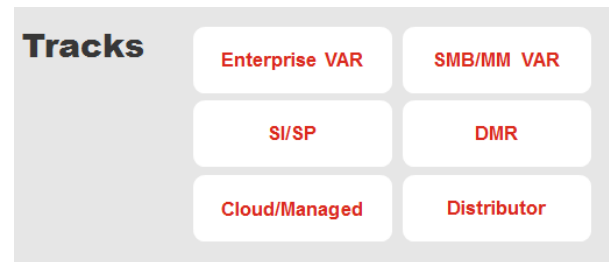 Tracks
Enterprise VAR
SMB/MM VAR
SI/SP
DMR
Cloud/Managed
Distributor